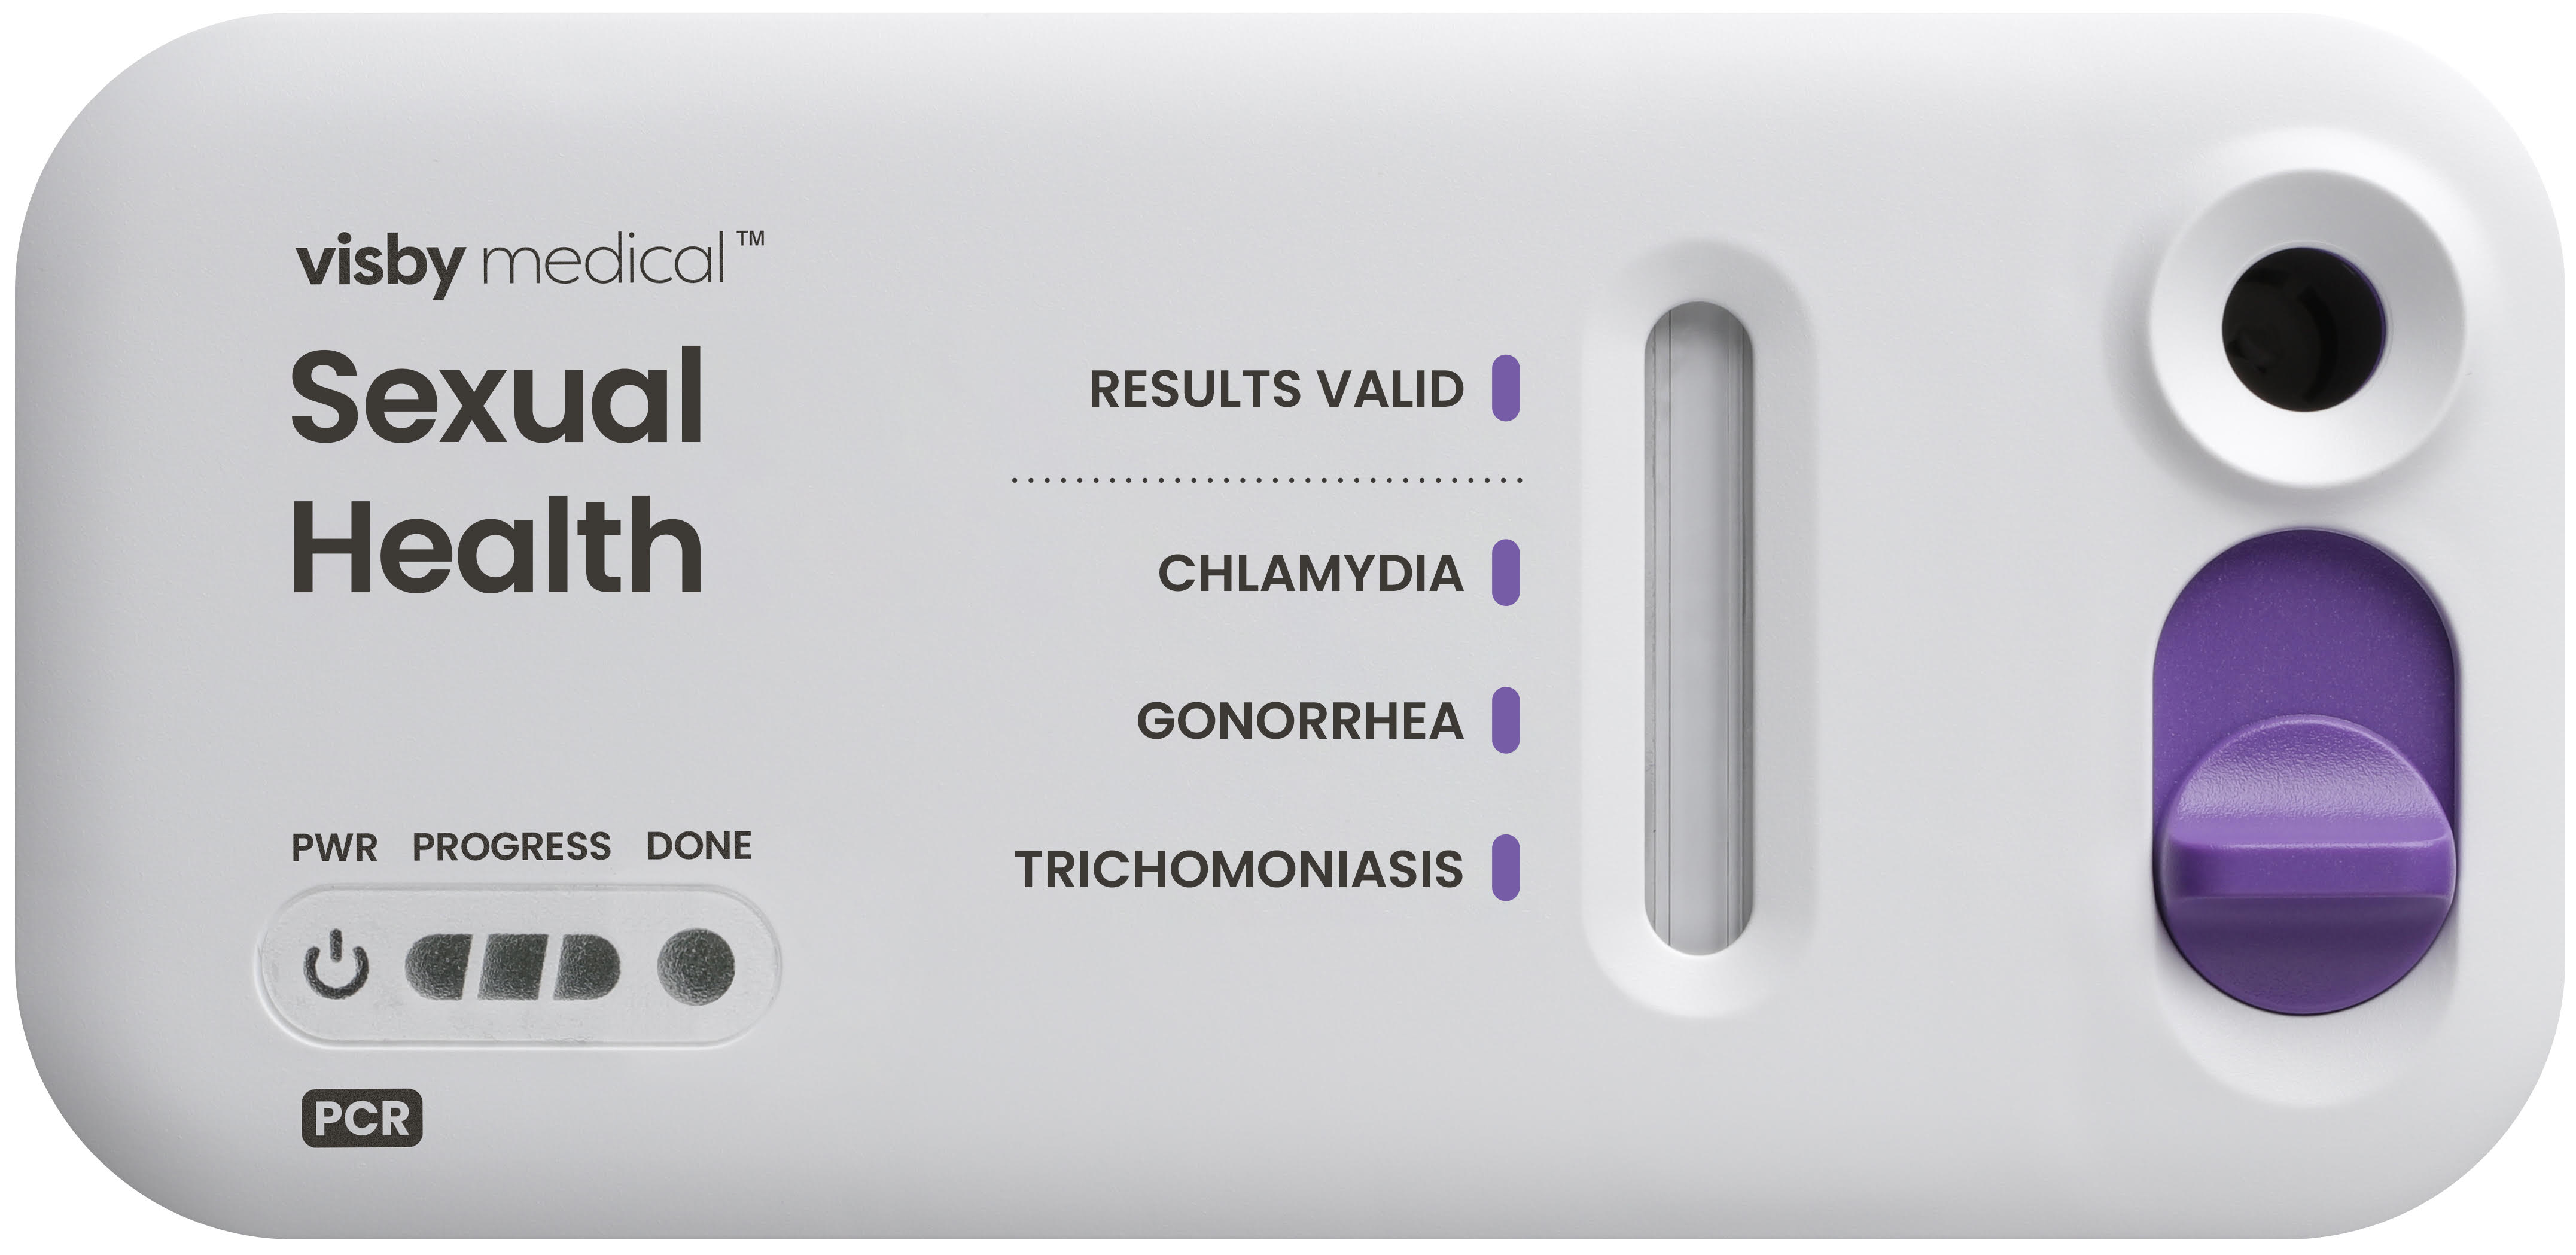 visby medical™
Sexual
Health
RESULTS VALID
CHLAMYDIA
GONORRHEA
TRICHOMONIASIS
PWR PROGRESS DONE
PCR